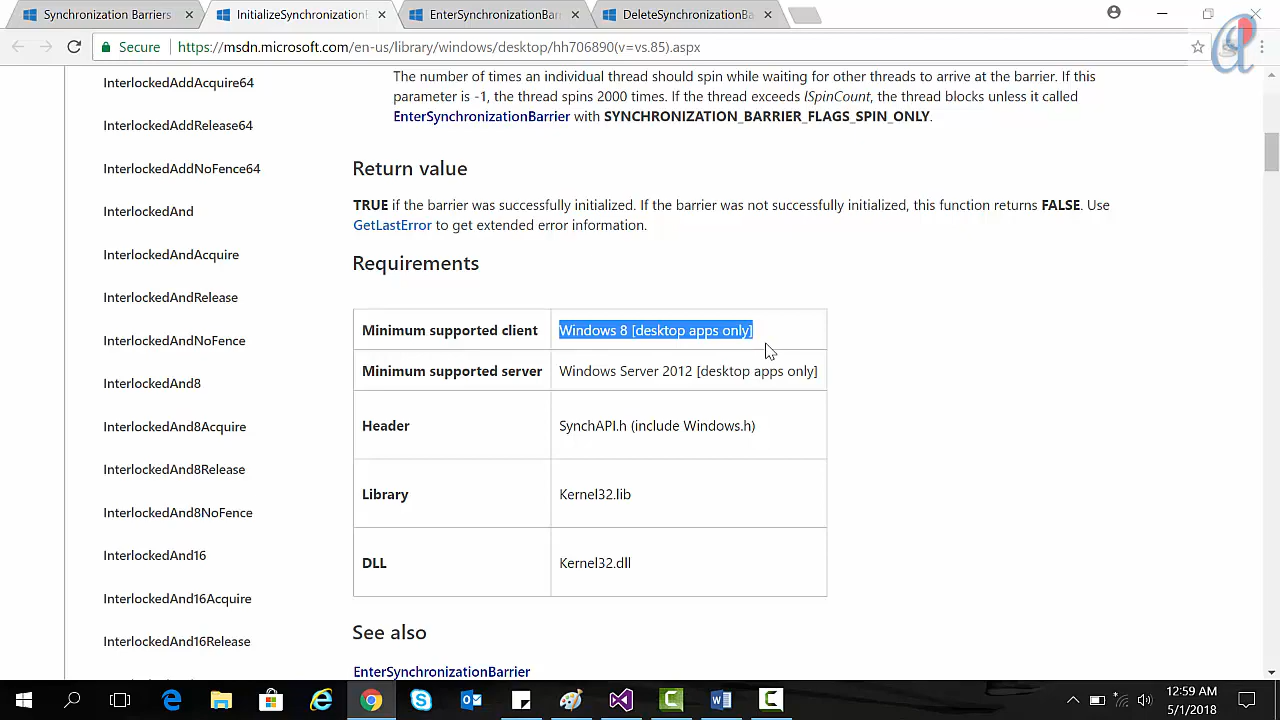 Synchronization Barriers
InitializeSynchronizationB
EnterSynchronizationBar
DeleteSynchronizationBa
Secure
https://msdn.microsoft.com/en-us/library/windows/desktop/hh706890(v=vs.85).aspx
InterlockedAddAcquire64
InterlockedAddRelease64
InterlockedAddNoFence64
InterlockedAnd
InterlockedAndAcquire
InterlockedAndRelease
InterlockedAndNoFence
InterlockedAnd8
InterlockedAnd8Acquire
InterlockedAnd8Release
InterlockedAnd8NoFence
InterlockedAnd16
InterlockedAnd16Acquire
InterlockedAnd16Release
The number of times an individual thread should spin while waiting for other threads to arrive at the barrier. If this
parameter is -1, the thread spins 2000 times. If the thread exceeds lSpinCount, the thread blocks unless it called
EnterSynchronizationBarrier with SYNCHRONIZATION_BARRIER_FLAGS_SPIN_ONLY.
Return value
TRUE if the barrier was successfully initialized. If the barrier was not successfully initialized, this function returns FALSE. Use
GetLastError to get extended error information.
Requirements
Minimum supported client Windows 8 [desktop apps only]
Minimum supported server Windows Server 2012 [desktop apps only]
Header SynchAPI.h (include Windows.h)
Library Kernel32.lib
DLL Kernel32.dll
See also
EnterSynchronizationBarrier
12:59 AM
5/1/2018